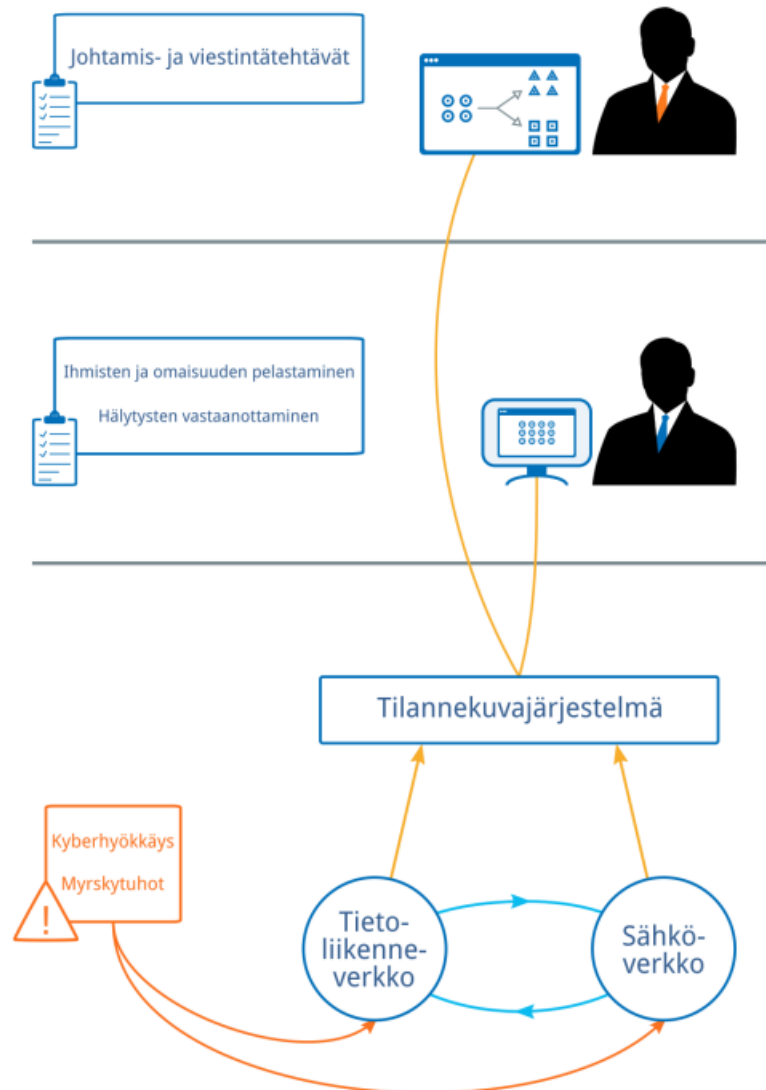 Johtamis- ja viestintätehtävät
Ihmisten ja omaisuuden pelastaminen
Hälytysten vastaanottaminen
Tilannekuvajärjestelmä
Kyberhyökkäys
Myrskytuhot
!
Tieto-
liikenne-
verkko
Sähkö-
verkko